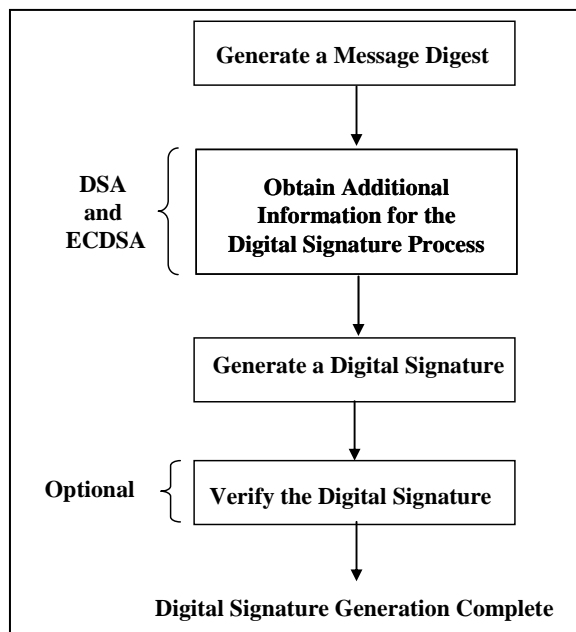 Generate a Message Digest
DSA
and
ECDSA
Obtain Additional
Information for the
Digital Signature Process
Generate a Digital Signature
Optional
Verify the Digital Signature
Digital Signature Generation Complete